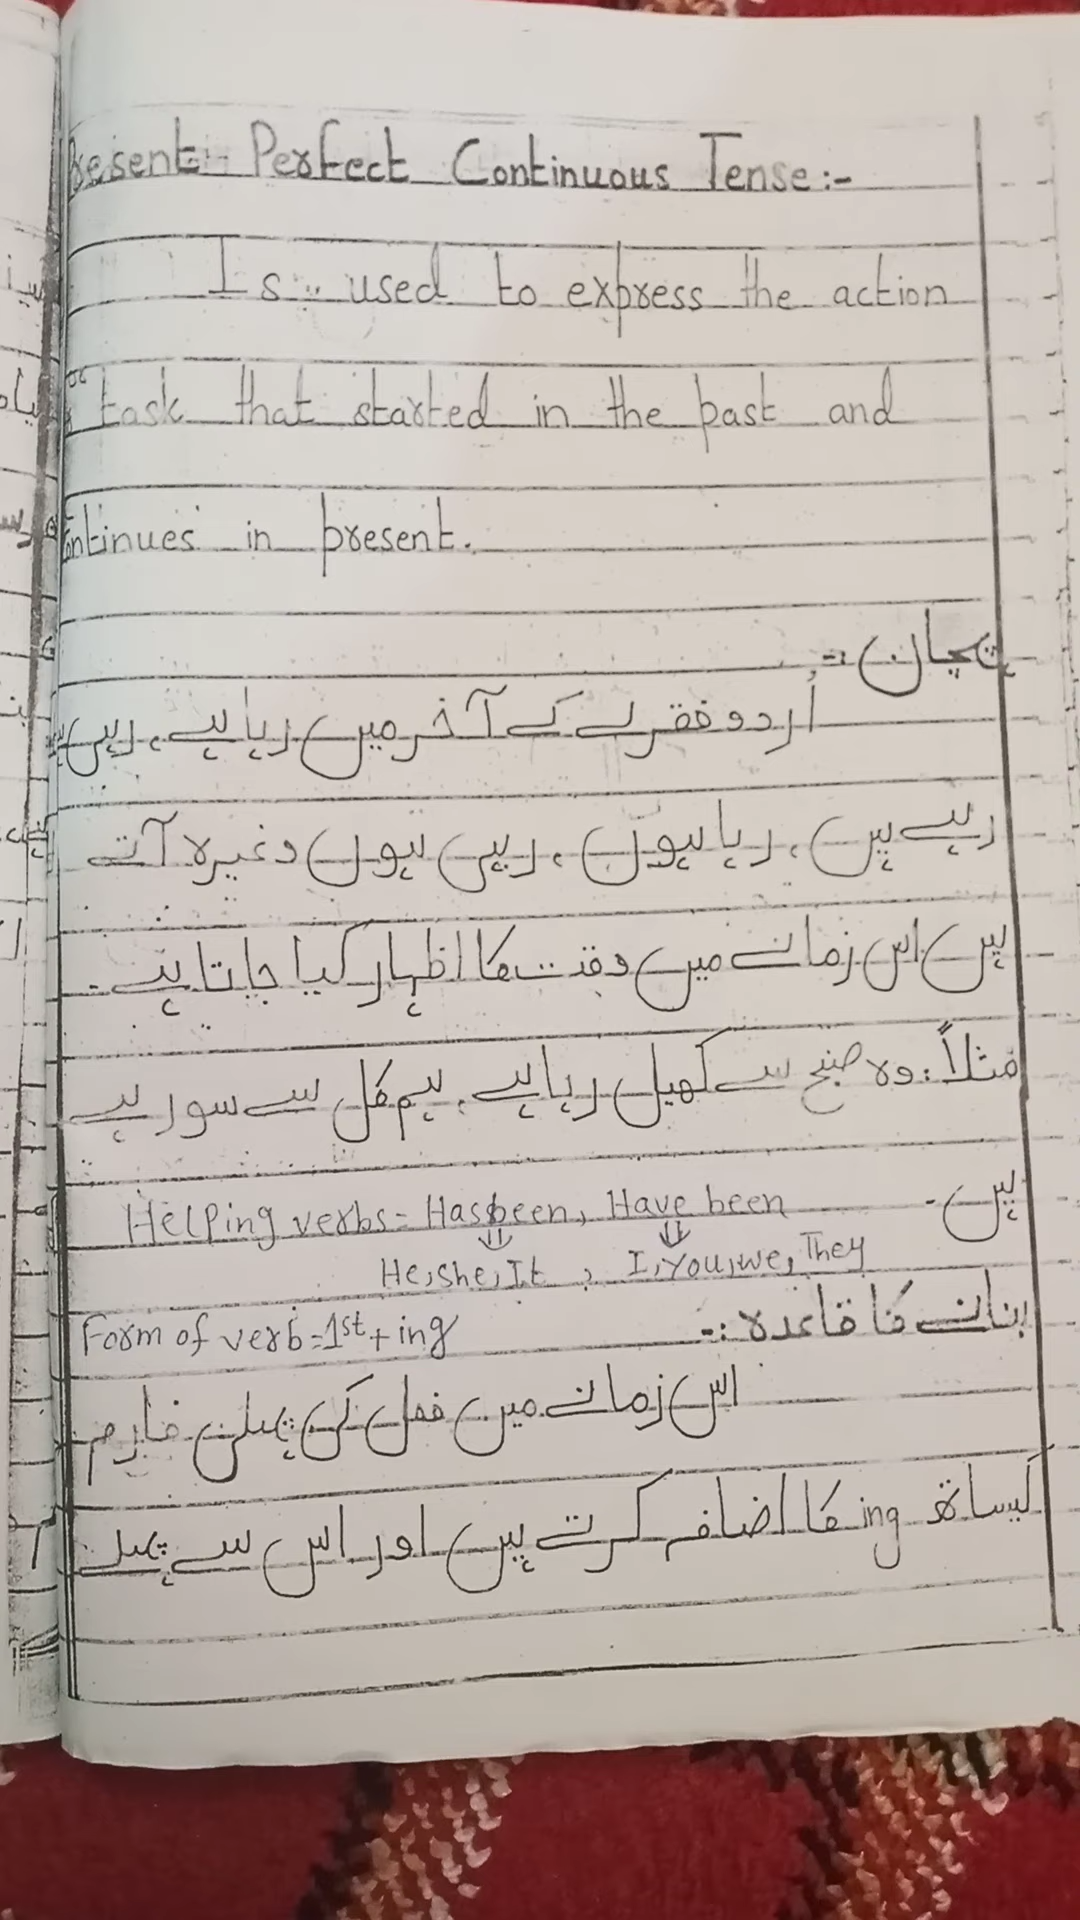 Present:- Perfect Continuous Tense:-
Is used to express the action
or task that started in the past and
continues in present.
پہچان :-
اُردو فقرے کے آخر میں رہا ہے، رہی ہے
رہے ہیں، رہا ہوں، رہی ہوں وغیرہ آتے
ہیں اس زمانے میں وقت کا اظہار کیا جاتا ہے۔
مثلاً: وہ صبح سے کھیل رہا ہے۔ ہم کل سے سو رہے
ہیں۔
Helping verbs = Has been, Have been
⇓ ⇓
He, She, It , I, You, we, They
بنانے کا قاعدہ :-
Form of verb = 1st + ing
اس زمانے میں فعل کی پہلی فارم
کیساتھ ing کا اضافہ کرتے ہیں اور اس سے پہلے